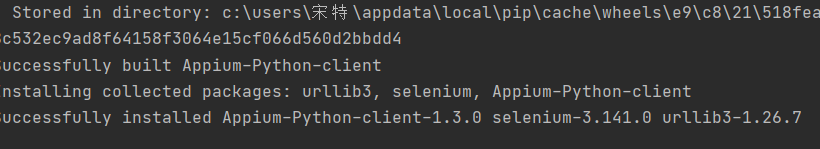 Stored in directory: c:\users\宋特\appdata\local\pip\cache\wheels\e9\c8\21\518fea
3c532ec9ad8f64158f3064e15cf066d560d2bbdd4
Successfully built Appium-Python-client
Installing collected packages: urllib3, selenium, Appium-Python-client
Successfully installed Appium-Python-client-1.3.0 selenium-3.141.0 urllib3-1.26.7